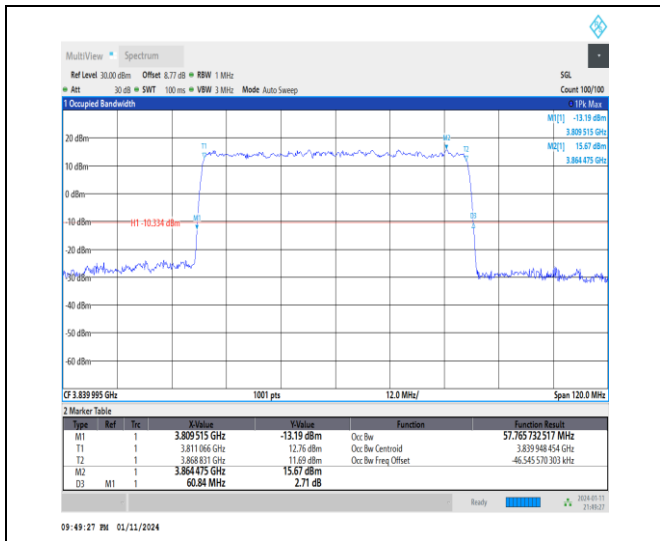 MultiView Spectrum
Ref Level 30.00 dBm Offset 8.77 dB RBW 1 MHz SGL
Att 30 dB SWT 100 ms VBW 3 MHz Mode Auto Sweep Count 100/100
1 Occupied Bandwidth 1Pk Max
M1[1] -13.19 dBm
3.809 515 GHz
M2[1] 15.67 dBm
3.864 475 GHz
20 dBm
T1 M2 T2
10 dBm
0 dBm
-10 dBm H1 -10.334 dBm M1 D3
-20 dBm
-30 dBm
-40 dBm
-50 dBm
-60 dBm
CF 3.839 995 GHz 1001 pts 12.0 MHz/ Span 120.0 MHz
2 Marker Table
Type Ref Trc X-Value Y-Value Function Function Result
M1 1 3.809 515 GHz -13.19 dBm Occ Bw 57.765 732 517 MHz
T1 1 3.811 066 GHz 12.76 dBm Occ Bw Centroid 3.839 948 454 GHz
T2 1 3.868 831 GHz 11.69 dBm Occ Bw Freq Offset -46.545 570 303 kHz
M2 1 3.864 475 GHz 15.67 dBm
D3 M1 1 60.84 MHz 2.71 dB
Ready 2024-01-11
21:49:27
09:49:27 PM 01/11/2024